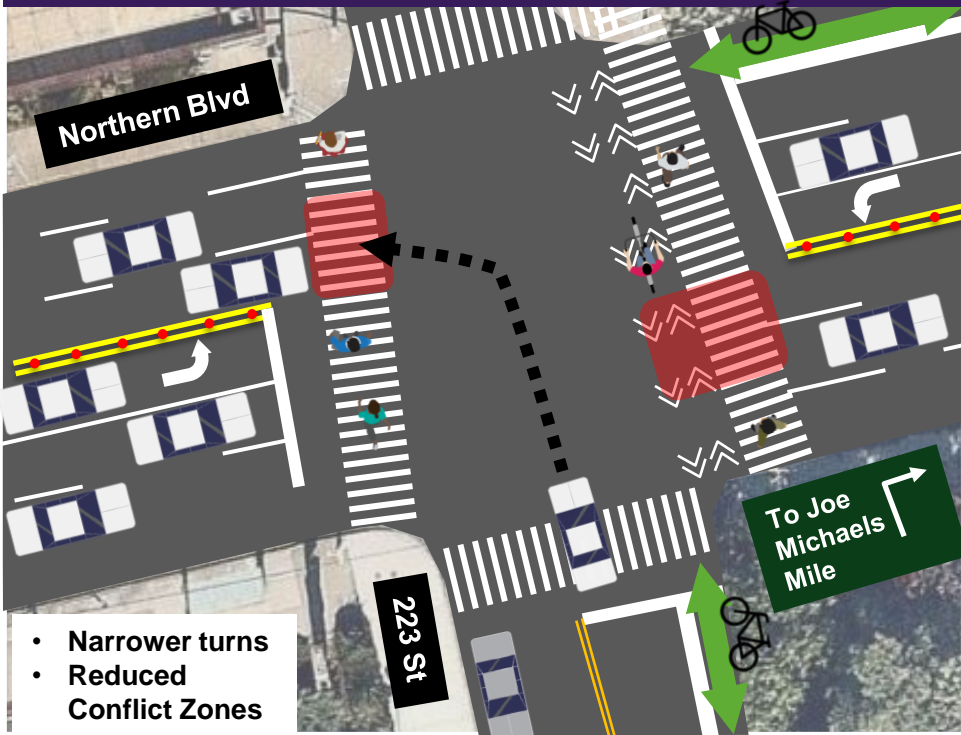 Northern Blvd
To Joe
Michaels
Mile
223 St
• Narrower turns
• Reduced
Conflict Zones